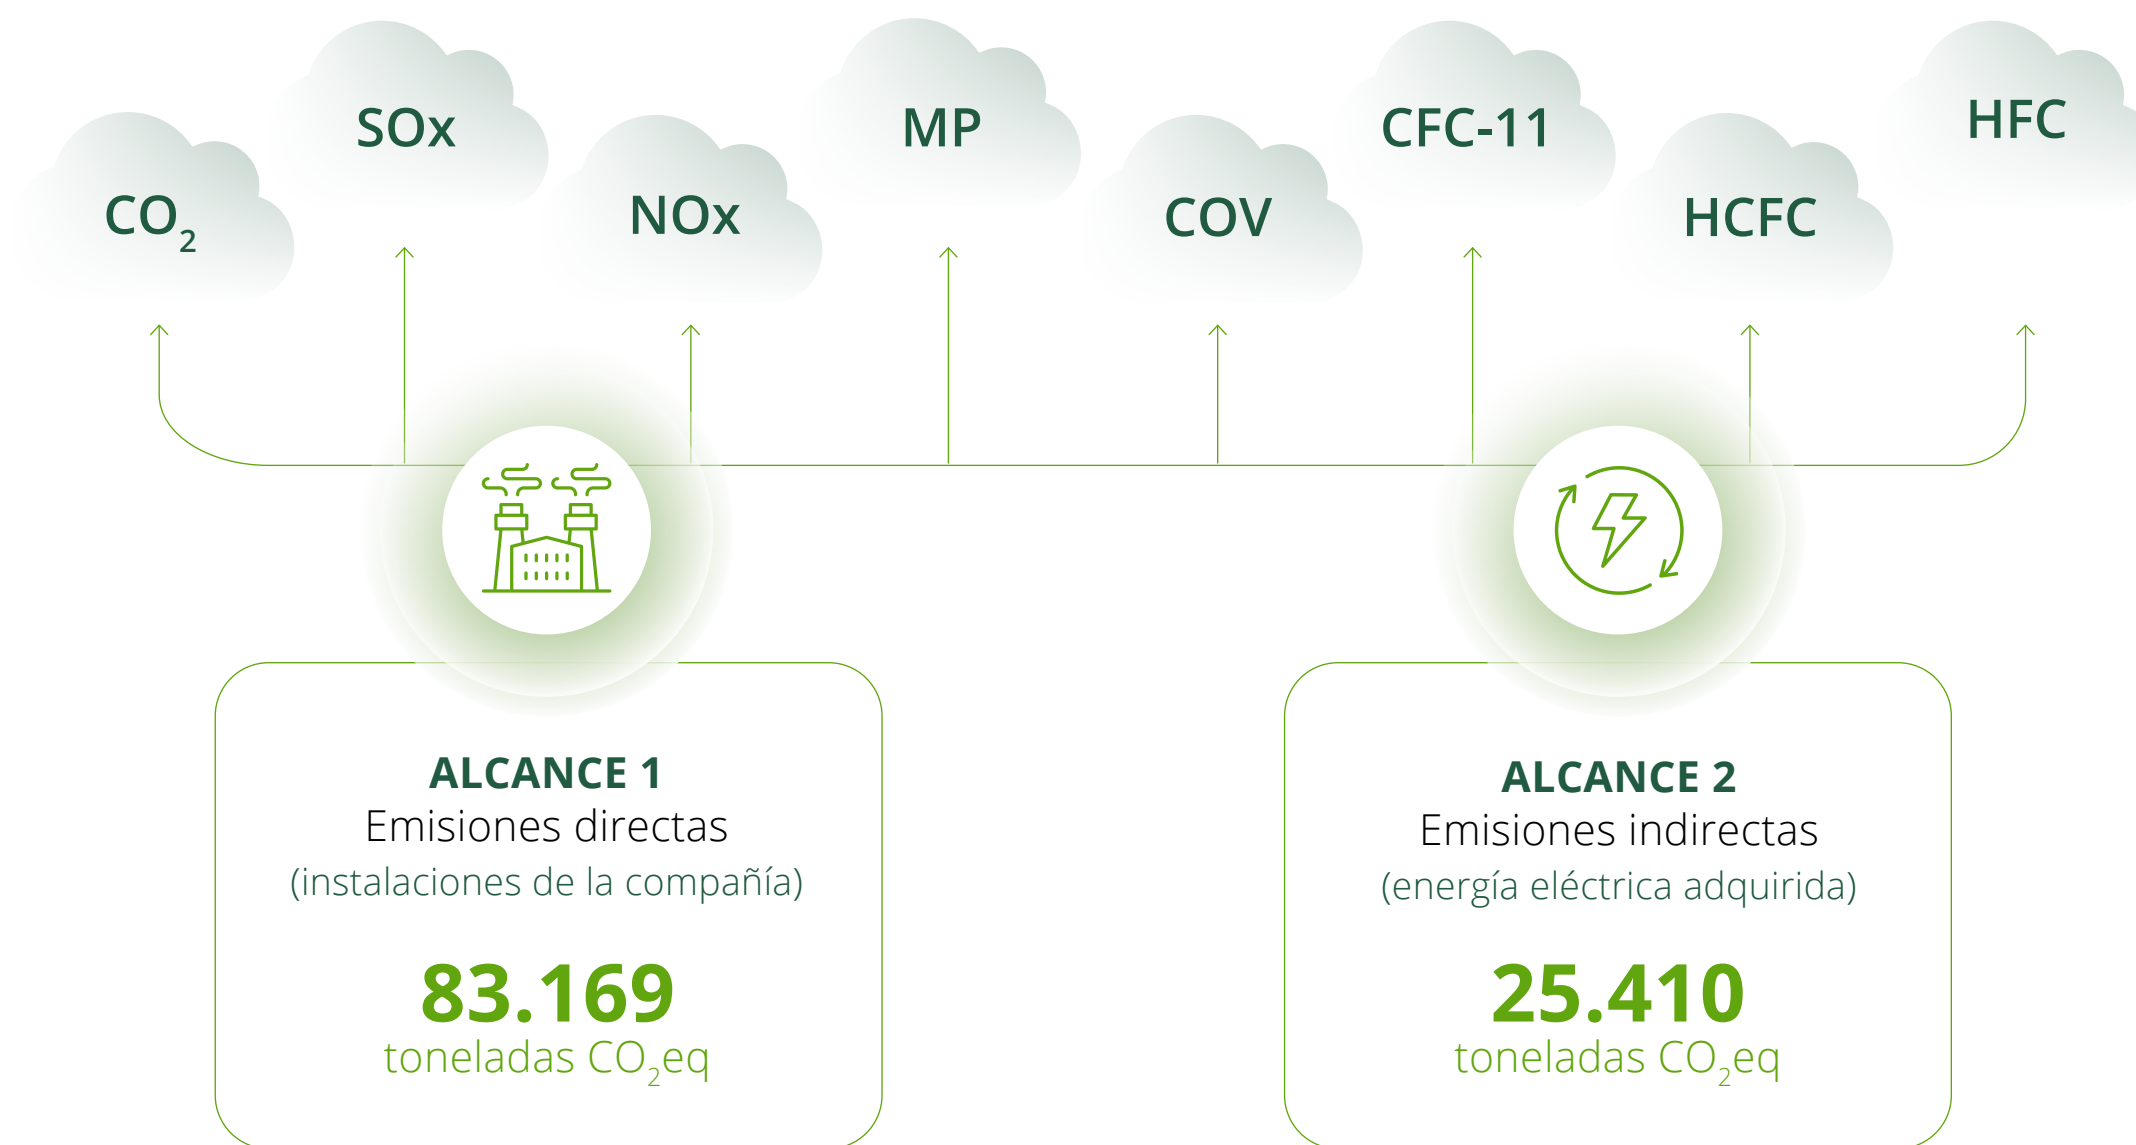 CO₂
SOx
NOx
MP
COV
CFC-11
HCFC
HFC
ALCANCE 1
Emisiones directas
(instalaciones de la compañía)
83.169
toneladas CO₂eq
ALCANCE 2
Emisiones indirectas
(energía eléctrica adquirida)
25.410
toneladas CO₂eq